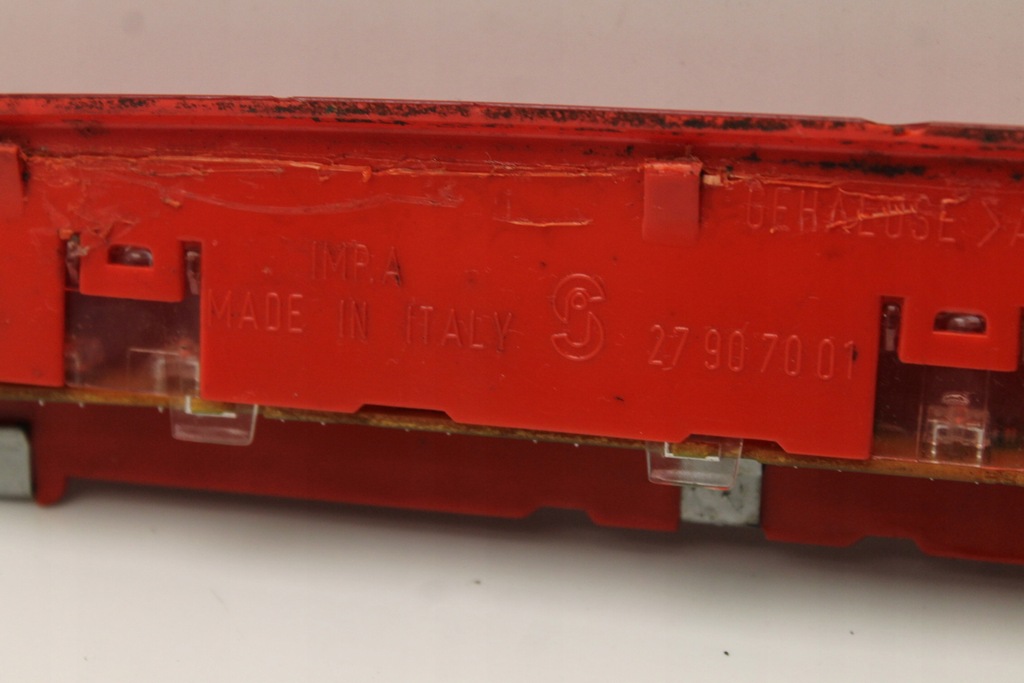 GEHAEUSE >A
IMP.A
MADE IN ITALY
27 90 70 01